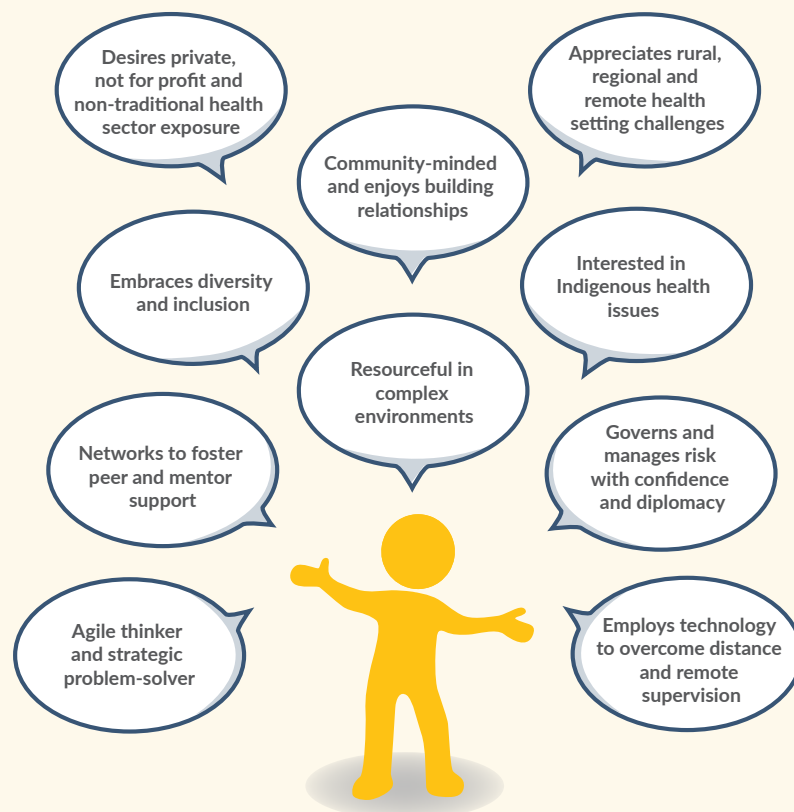 Desires private,
not for profit and
non-traditional health
sector exposure
Appreciates rural,
regional and
remote health
setting challenges
Community-minded
and enjoys building
relationships
Embraces diversity
and inclusion
Interested in
Indigenous health
issues
Resourceful in
complex
environments
Networks to foster
peer and mentor
support
Governs and
manages risk
with confidence
and diplomacy
Agile thinker
and strategic
problem-solver
Employs technology
to overcome distance
and remote
supervision